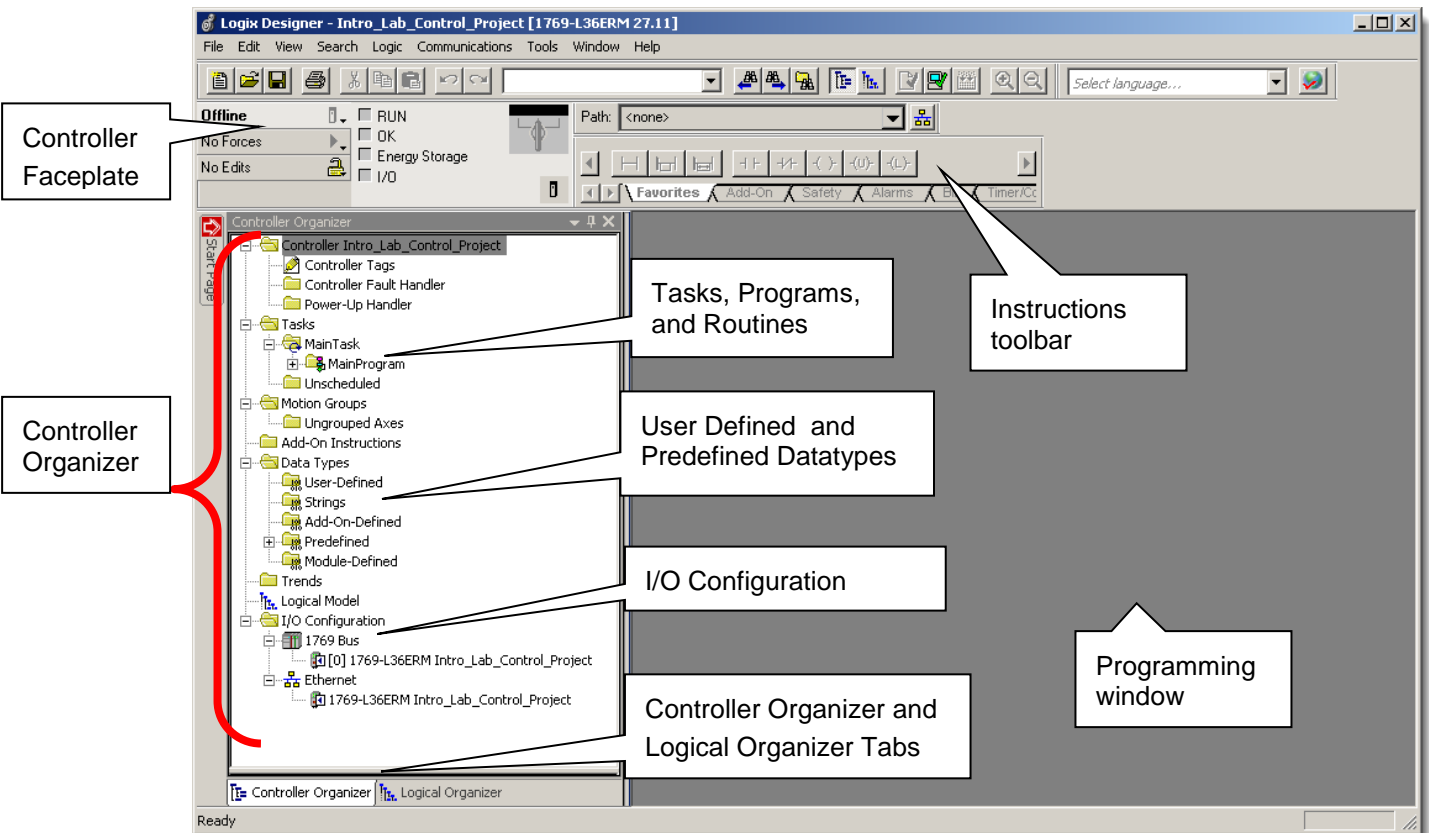 Logix Designer - Intro_Lab_Control_Project [1769-L36ERM 27.11]
File Edit View Search Logic Communications Tools Window Help
Select language...
Offline
RUN
Path: <none>
No Forces
OK
Energy Storage
No Edits
I/O
Favorites Add-On Safety Alarms Timer/Cc
Controller
Faceplate
Start Page
Controller Organizer
Controller Intro_Lab_Control_Project
Controller Tags
Controller Fault Handler
Power-Up Handler
Tasks
MainTask
MainProgram
Unscheduled
Motion Groups
Ungrouped Axes
Add-On Instructions
Data Types
User-Defined
Strings
Add-On-Defined
Predefined
Module-Defined
Trends
Logical Model
I/O Configuration
1769 Bus
[0] 1769-L36ERM Intro_Lab_Control_Project
Ethernet
1769-L36ERM Intro_Lab_Control_Project
Controller Organizer Logical Organizer
Ready
Tasks, Programs,
and Routines
Instructions
toolbar
Controller
Organizer
User Defined and
Predefined Datatypes
I/O Configuration
Programming
window
Controller Organizer and
Logical Organizer Tabs